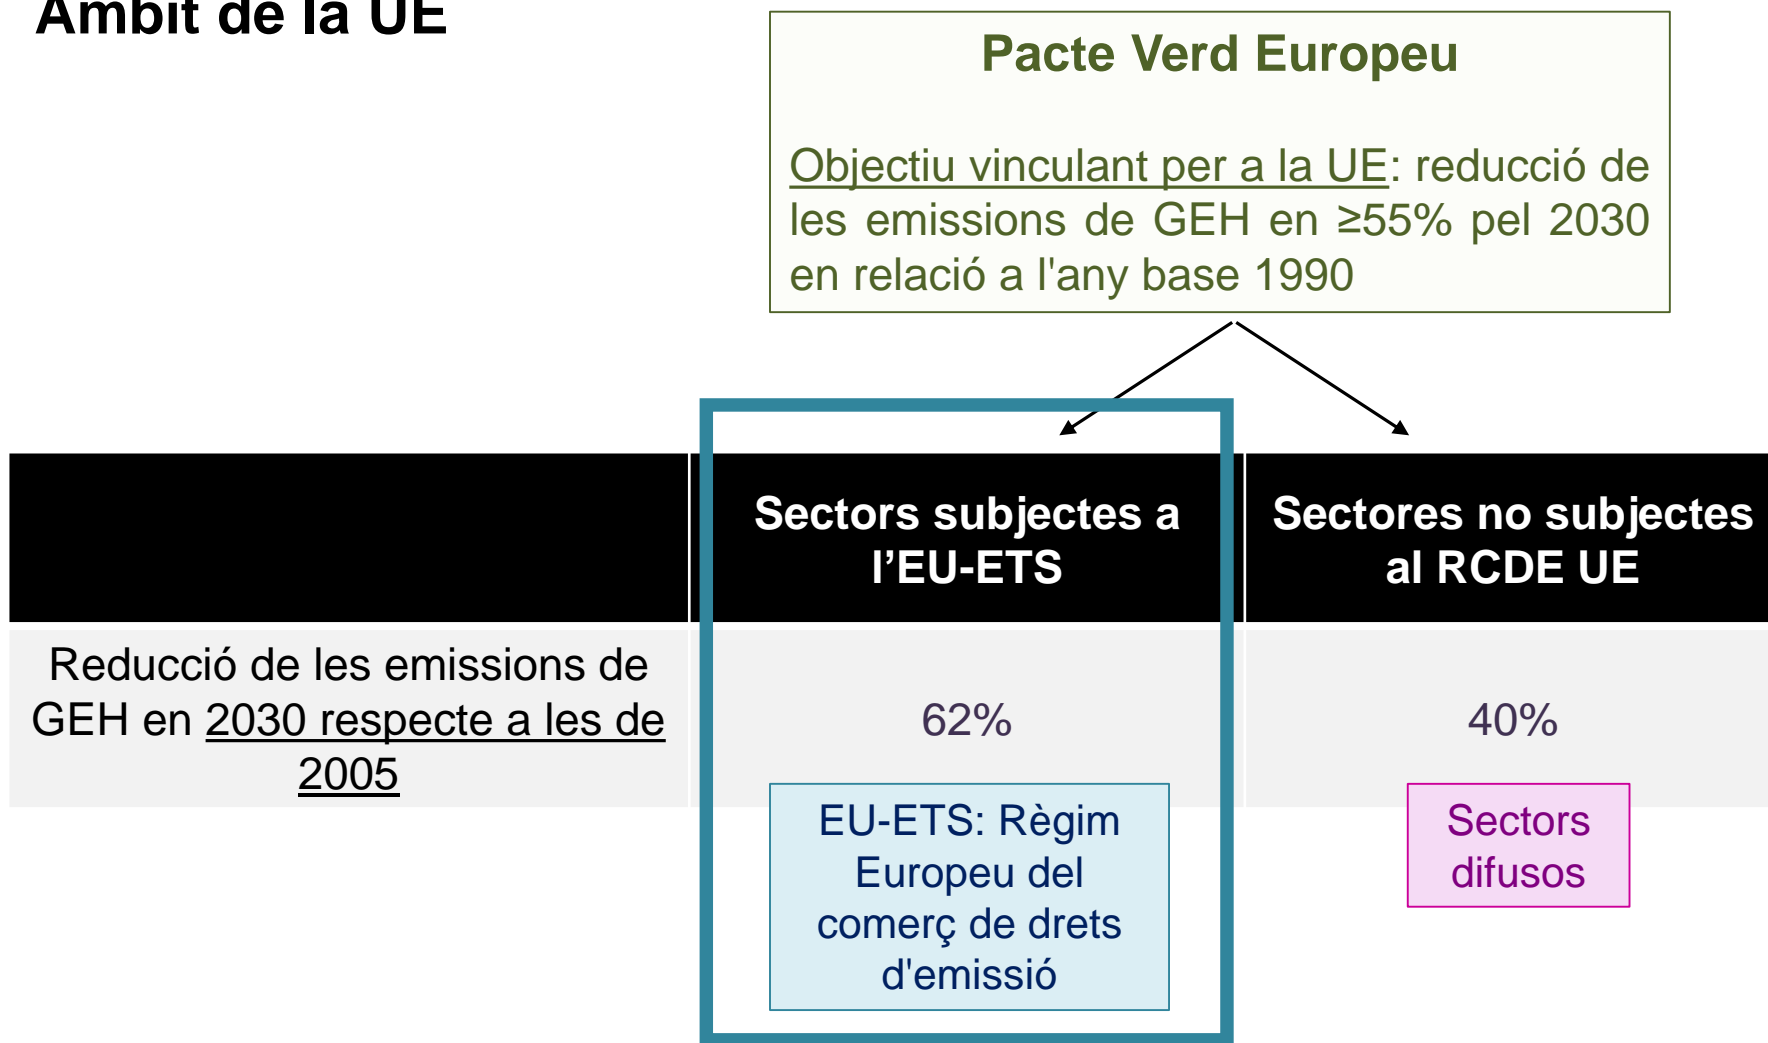 Àmbit de la UE
Pacte Verd Europeu
Objectiu vinculant per a la UE: reducció de
les emissions de GEH en ≥55% pel 2030
en relació a l'any base 1990
Sectors subjectes a
l’EU-ETS
Sectores no subjectes
al RCDE UE
Reducció de les emissions de
GEH en 2030 respecte a les de
2005
62%
40%
EU-ETS: Règim
Europeu del
comerç de drets
d'emissió
Sectors
difusos